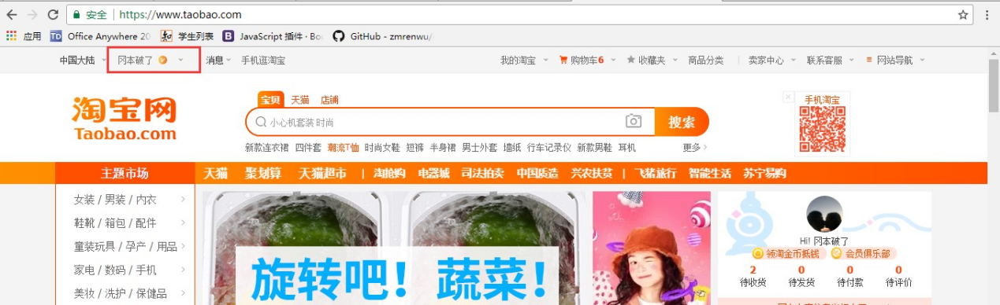 安全 https://www.taobao.com
应用 Office Anywhere 20 学生列表 JavaScript 插件 · Bo GitHub - zmrenwu/
中国大陆 冈本破了 消息 手机逛淘宝 我的淘宝 购物车6 收藏夹 商品分类 卖家中心 联系客服 网站导航
淘宝网
Taobao.com
宝贝 天猫 店铺
小心机套装 时尚 搜索
新款连衣裙 四件套 潮流T恤 时尚女鞋 短裤 半身裙 男士外套 墙纸 行车记录仪 新款男鞋 耳机 更多
手机淘宝
主题市场 天猫 聚划算 天猫超市 | 淘抢购 电器城 司法拍卖 中国质造 兴农扶贫 | 飞猪旅行 智能生活 苏宁易购
女装 / 男装 / 内衣
鞋靴 / 箱包 / 配件
童装玩具 / 孕产 / 用品
家电 / 数码 / 手机
美妆 / 洗护 / 保健品
旋转吧！蔬菜！
Hi! 冈本破了
领淘金币抵钱 会员俱乐部
2 0 0 0
待收货 待发货 待付款 待评价